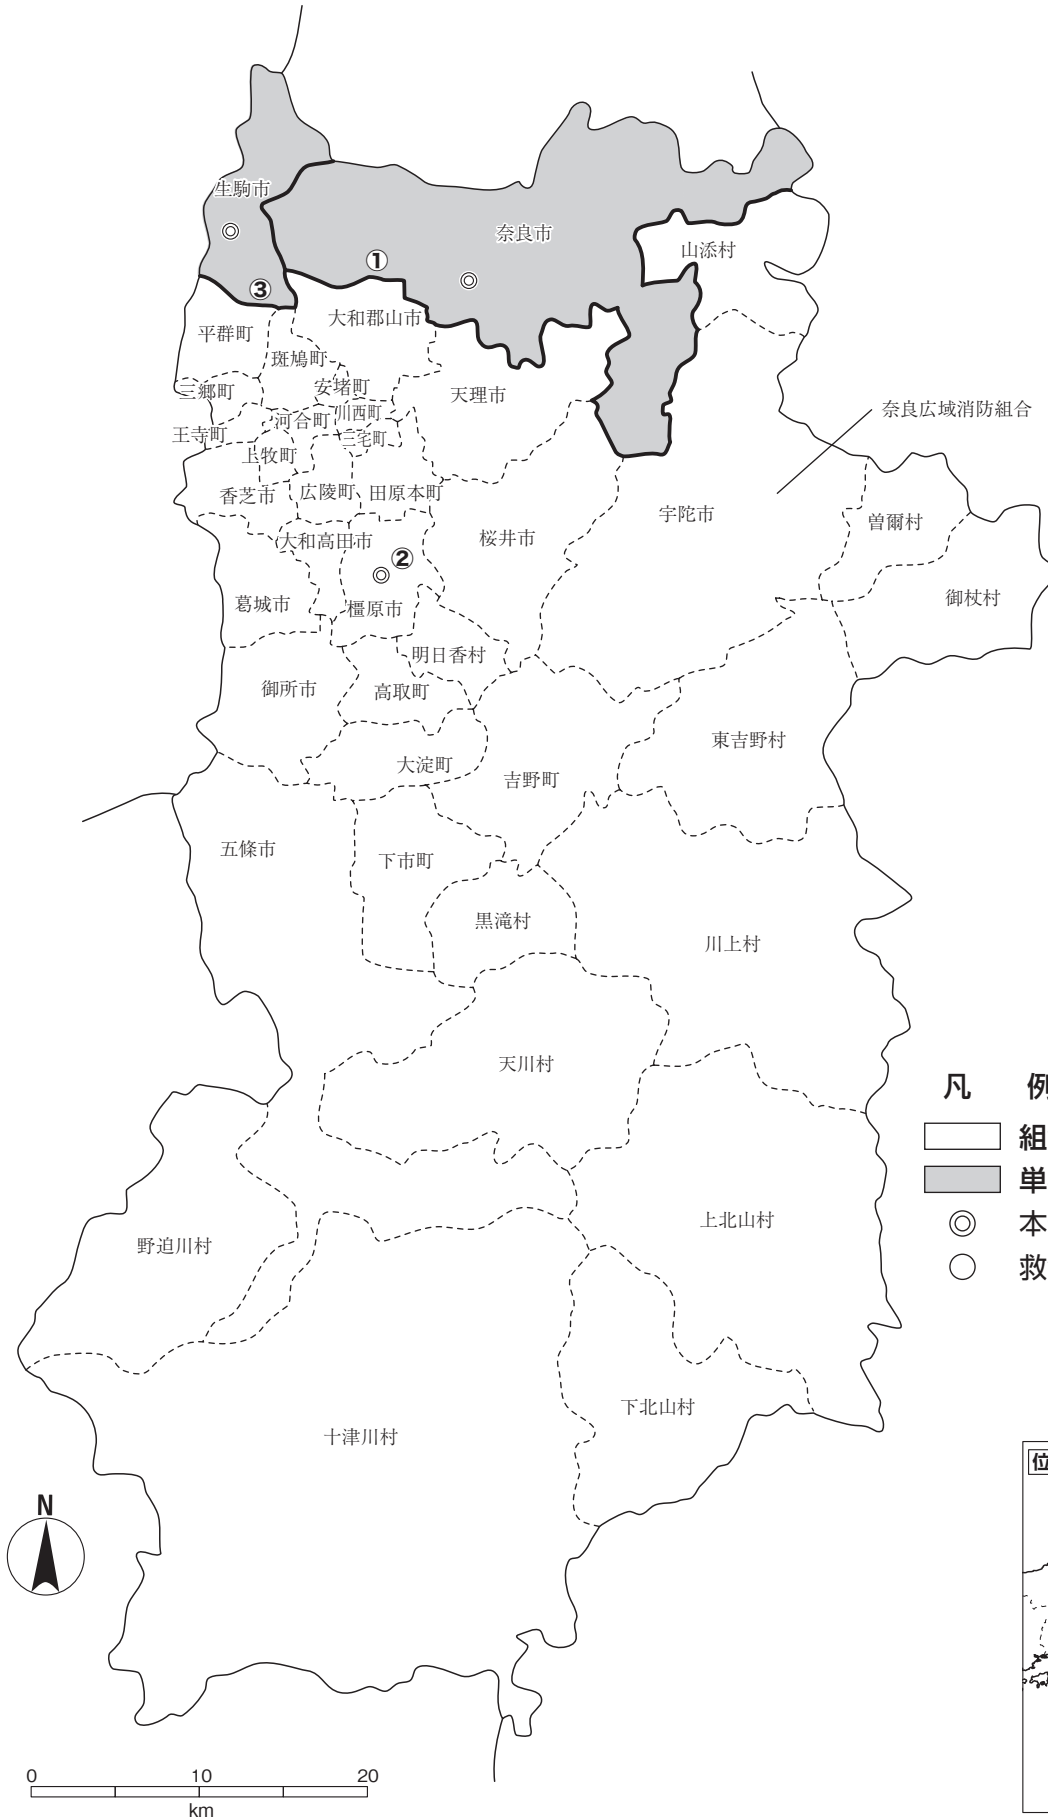 生駒市
奈良市
山添村
①
③
平群町
大和郡山市
斑鳩町
三郷町
安堵町
天理市
奈良広域消防組合
河合町
川西町
王寺町
三宅町
上牧町
香芝市
広陵町
田原本町
宇陀市
曽爾村
大和高田市
桜井市
②
葛城市
橿原市
御杖村
明日香村
御所市
高取町
東吉野村
大淀町
吉野町
五條市
下市町
黒滝村
川上村
天川村
凡 例
組
単
本
救
上北山村
野迫川村
下北山村
十津川村
位
N
0 10 20
km